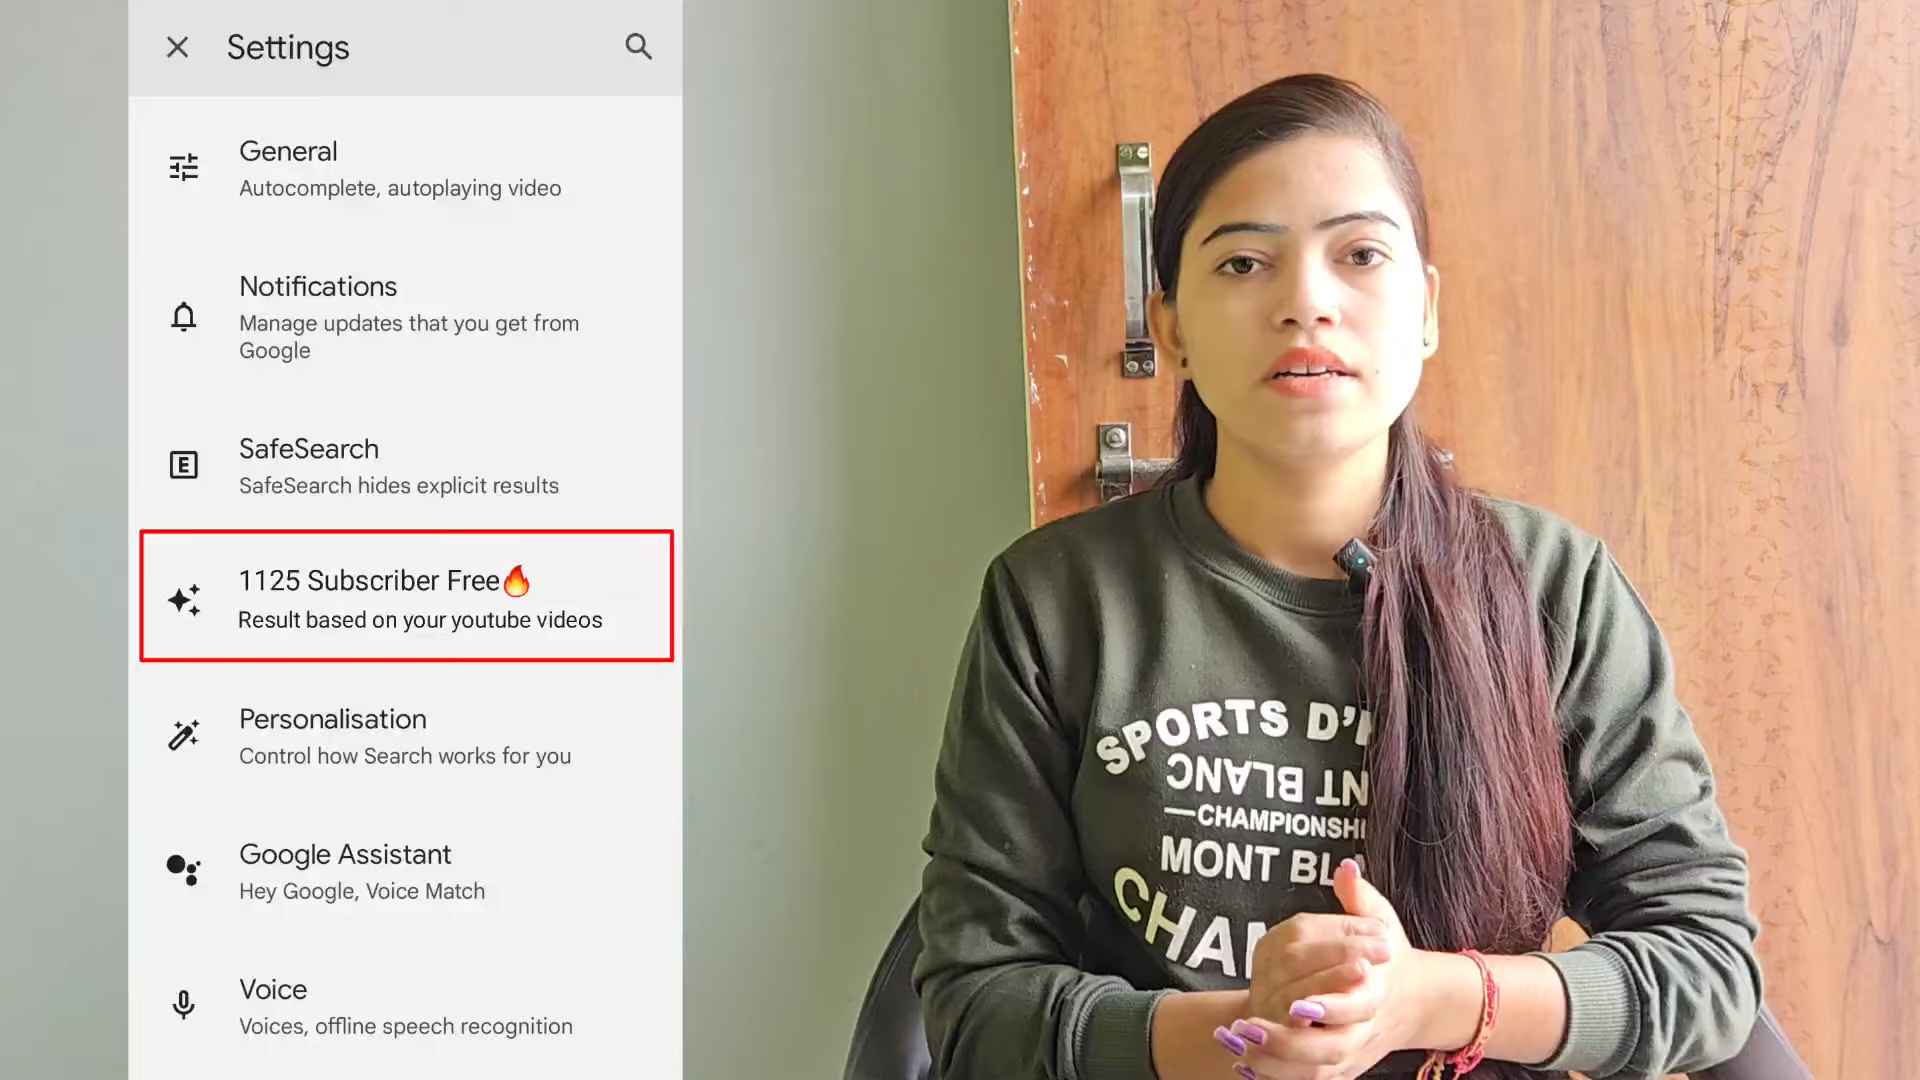 Settings
General
Autocomplete, autoplaying video
Notifications
Manage updates that you get from
Google
SafeSearch
E
SafeSearch hides explicit results
1125 Subscriber Free🔥
Result based on your youtube videos
Personalisation
Control how Search works for you
Google Assistant
Hey Google, Voice Match
Voice
Voices, offline speech recognition
SPORTS D'
CHAMPIONSHI
MONT BL
CHAM